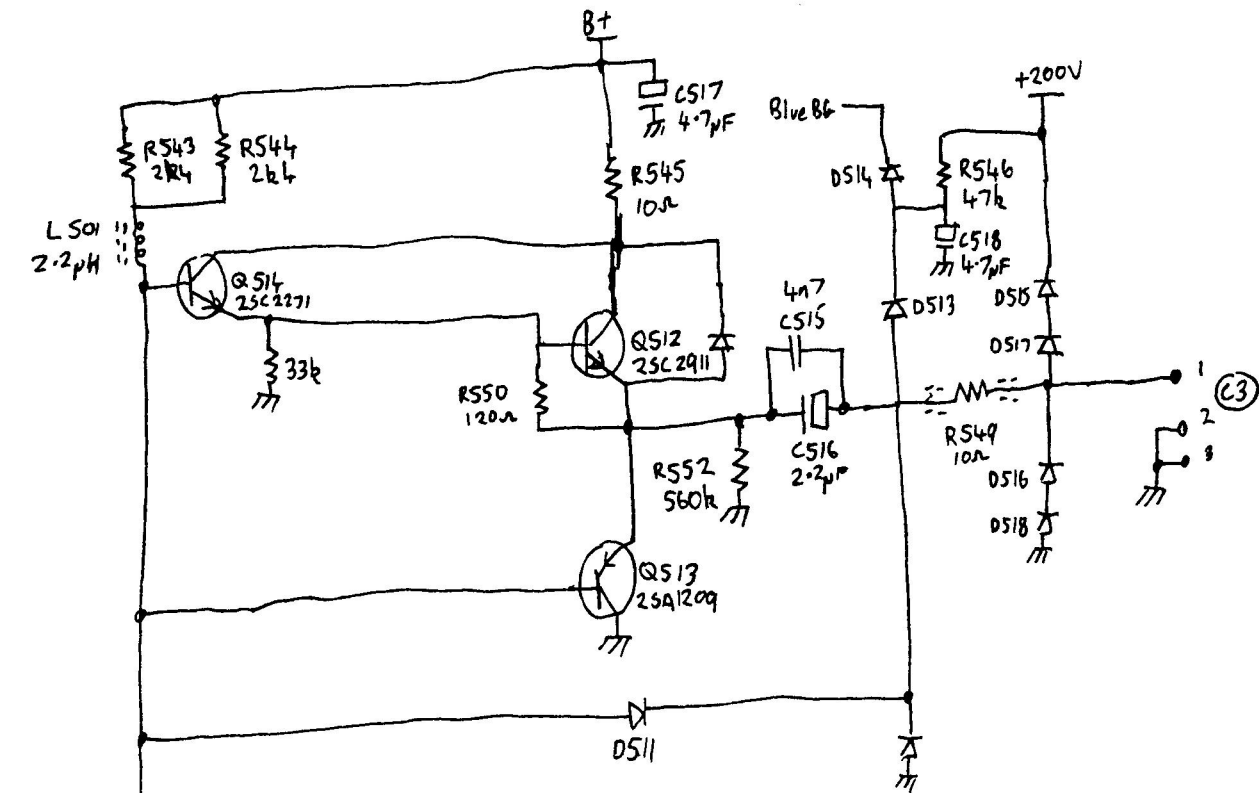 B+
+200V
C517
4.7µF
Blue BG
R543
2k4
R544
2k4
R545
10Ω
D514
R546
47k
L501
2.2µH
C518
4.7µF
Q514
2SC2271
4n7
C515
D513
D515
D517
Q512
2SC2911
33k
R550
120Ω
1
C3
2
3
R549
10Ω
C516
2.2µF
R552
560k
D516
D518
Q513
2SA1209
D511